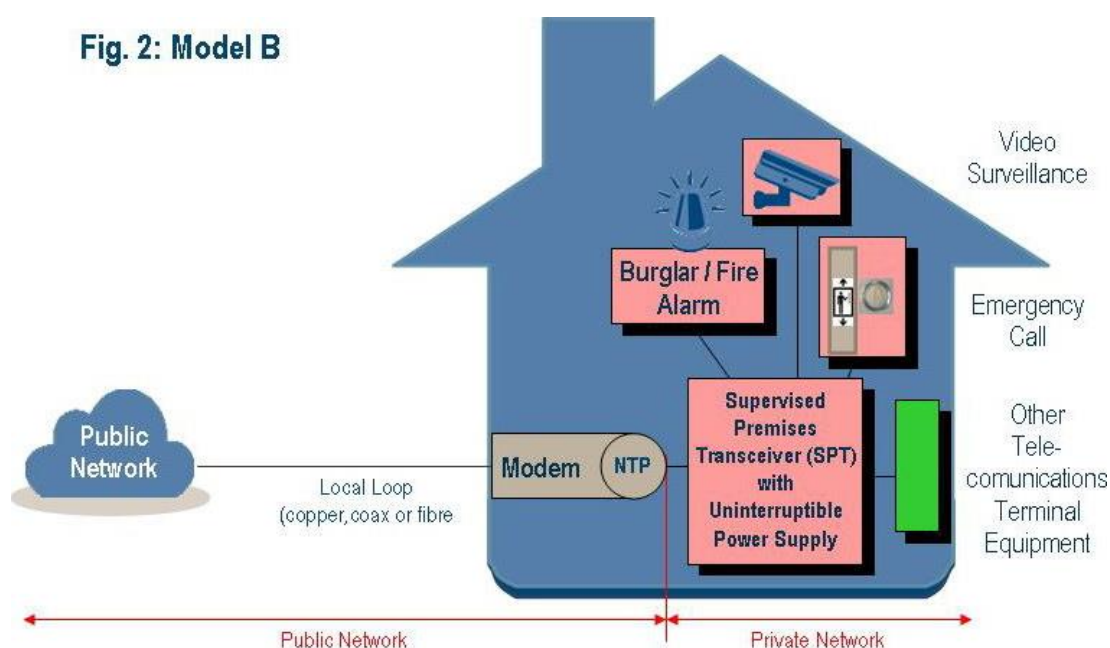 Fig. 2: Model B
Video
Surveillance
Burglar / Fire
Alarm
Emergency
Call
Public
Network
Local Loop
(copper, coax or fibre
Modem
NTP
Supervised
Premises
Transceiver (SPT)
with
Uninterruptible
Power Supply
Other
Tele-
comunications
Terminal
Equipment
Public Network
Private Network